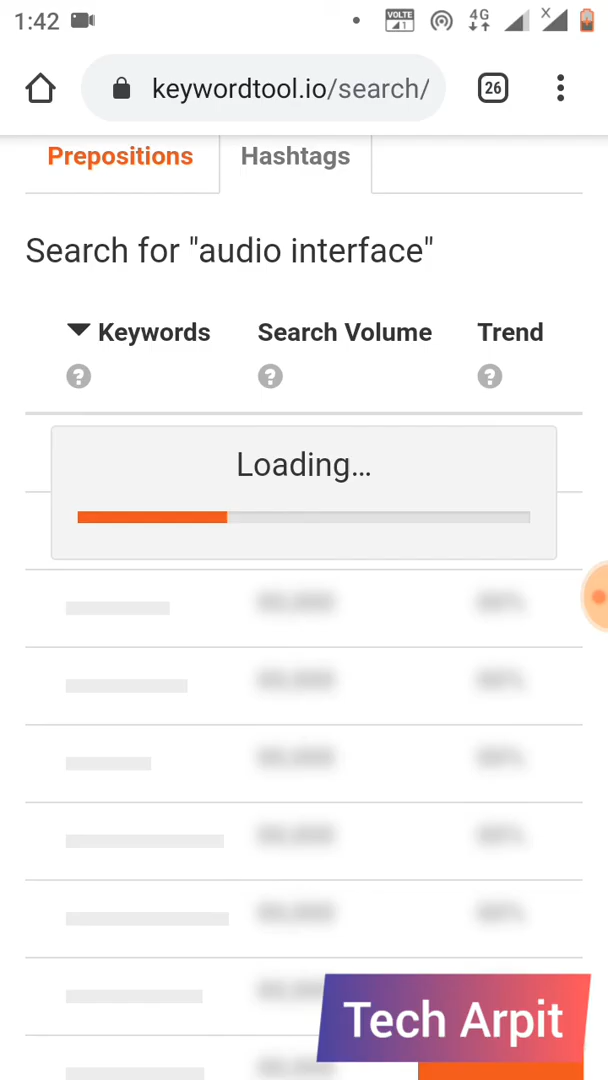 1:42
VOLTE
1
4G
X
keywordtool.io/search/
26
Prepositions
Hashtags
Search for "audio interface"
Keywords
Search Volume
Trend
?
?
?
Loading...
Tech Arpit